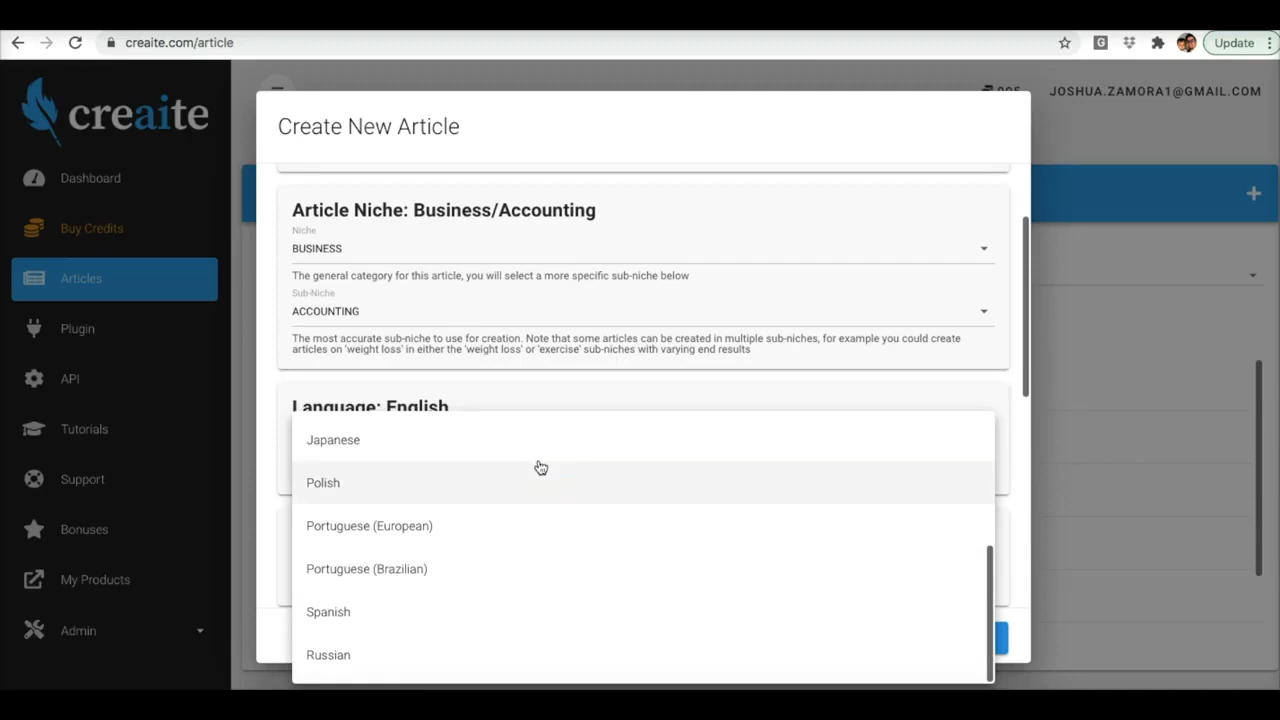 creaite.com/article
Update
creaite
JOSHUA.ZAMORA1@GMAIL.COM
Dashboard
Buy Credits
Articles
Plugin
API
Tutorials
Support
Bonuses
My Products
Admin
Create New Article
Article Niche: Business/Accounting
Niche
BUSINESS
The general category for this article, you will select a more specific sub-niche below
Sub-Niche
ACCOUNTING
The most accurate sub-niche to use for creation. Note that some articles can be created in multiple sub-niches, for example you could create
articles on 'weight loss' in either the 'weight loss' or 'exercise' sub-niches with varying end results
Language: English
Japanese
Polish
Portuguese (European)
Portuguese (Brazilian)
Spanish
Russian